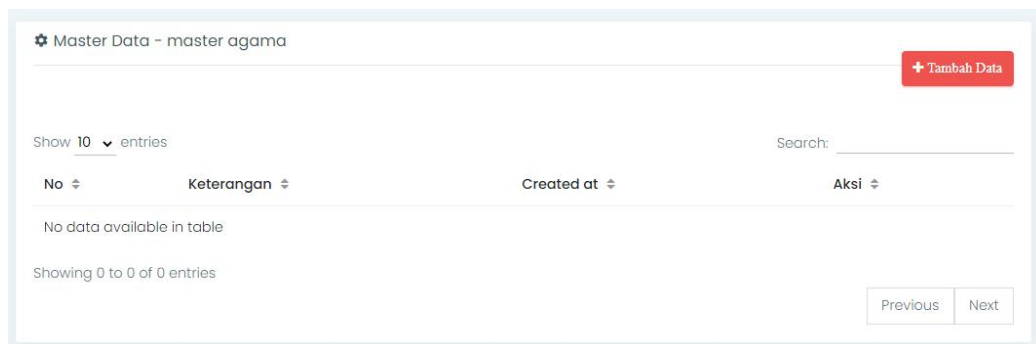 Master Data - master agama
+ Tambah Data
Show 10 entries
Search:
No Keterangan Created at Aksi
No data available in table
Showing 0 to 0 of 0 entries
Previous Next